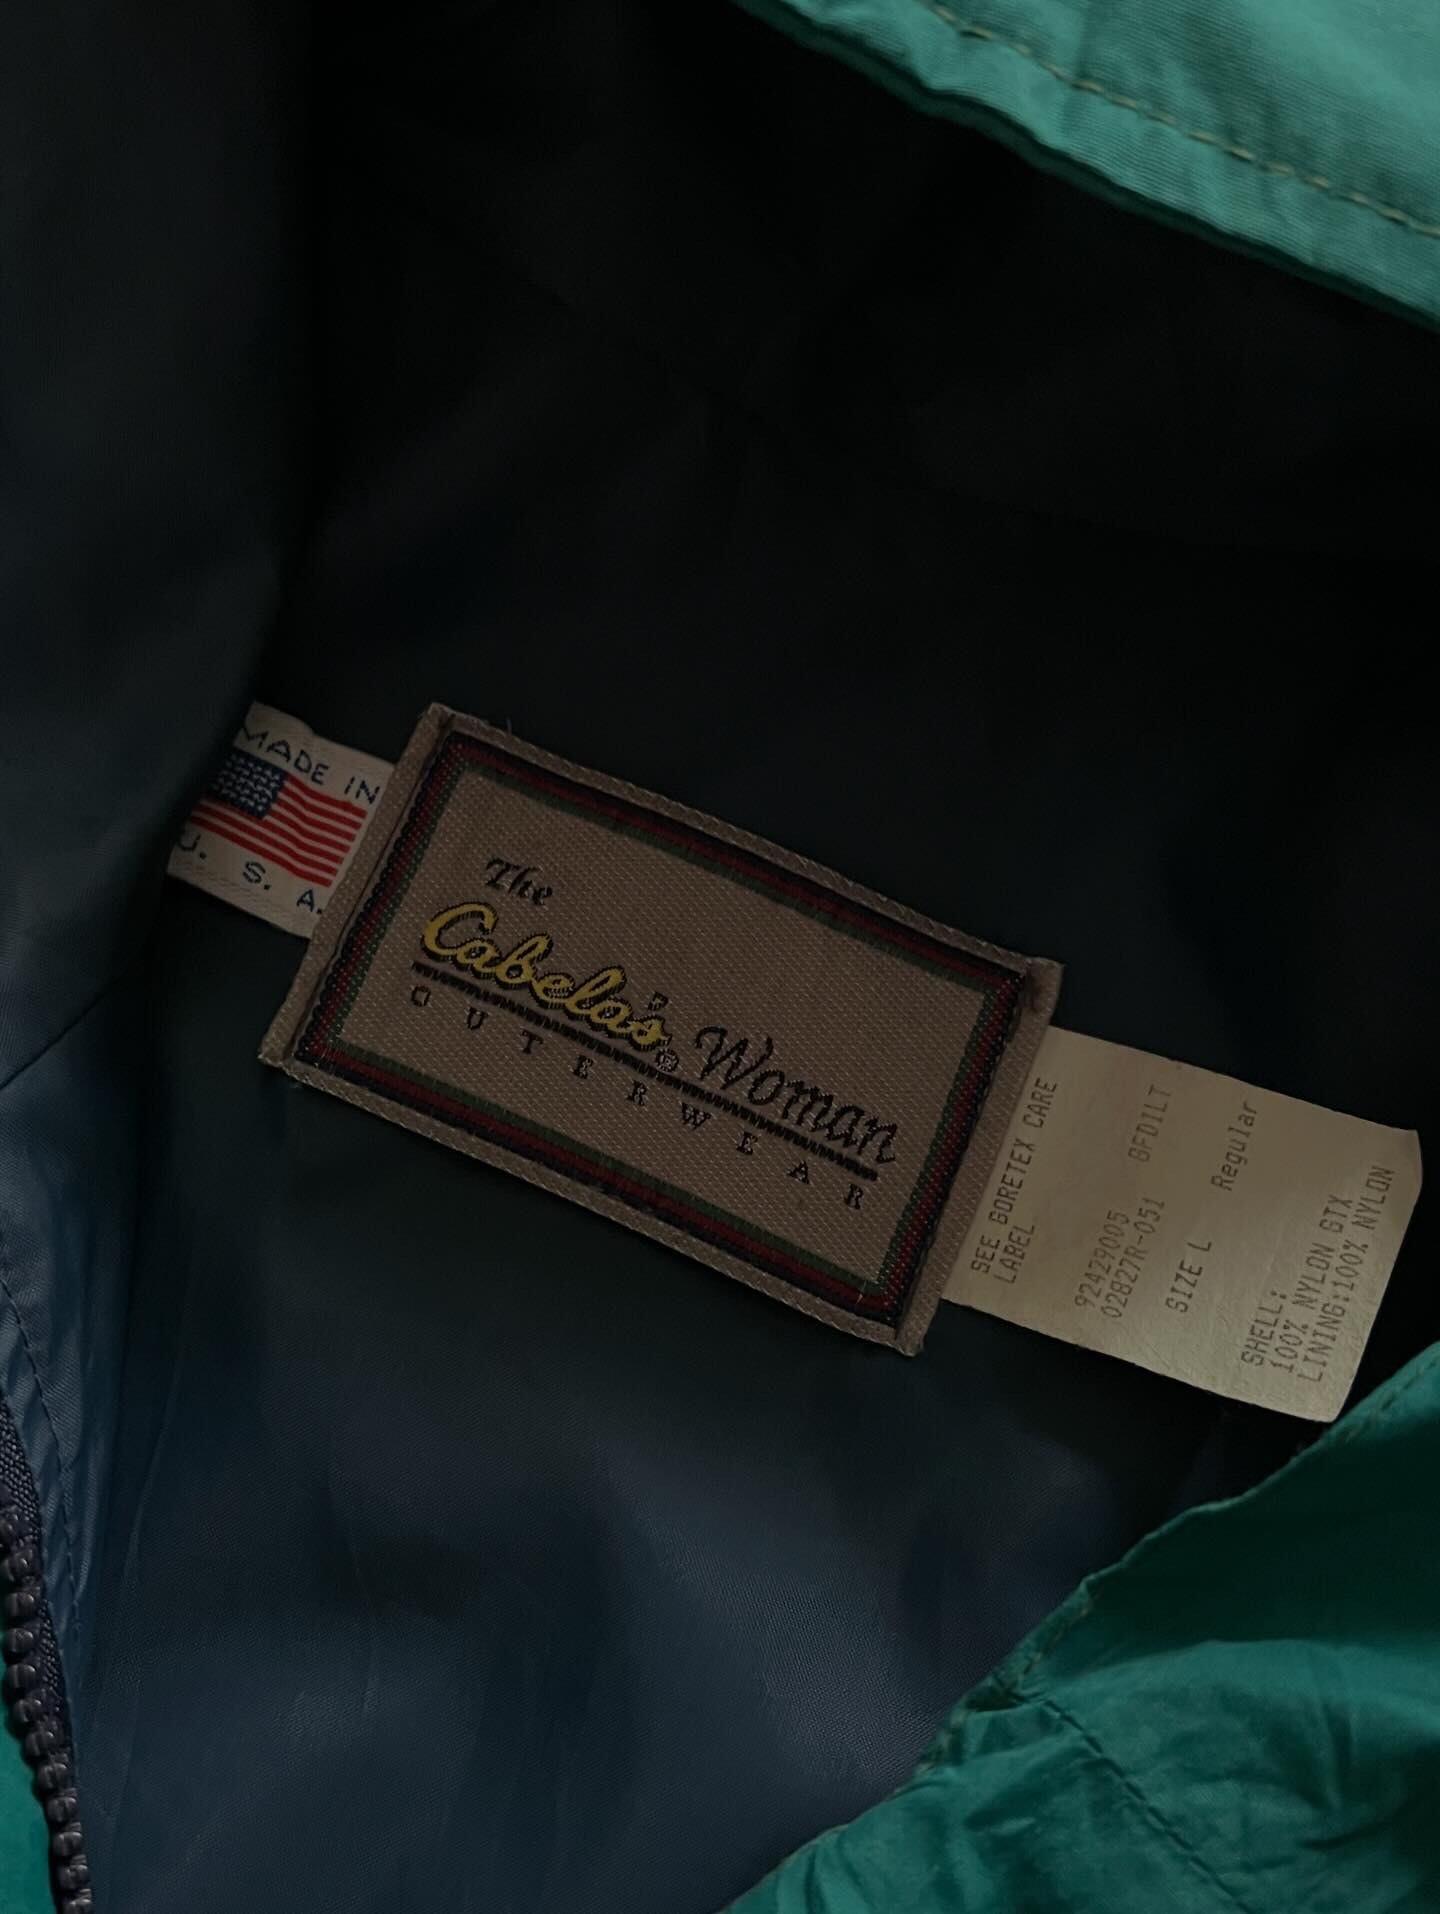 MADE IN
U. S. A.
The
Cabela's® Woman
OUTERWEAR
SEE GORETEX CARE
LABEL
92429005 GFDILT
02827R-051
SIZE L Regular
SHELL:
100% NYLON GTX
LINING:100% NYLON